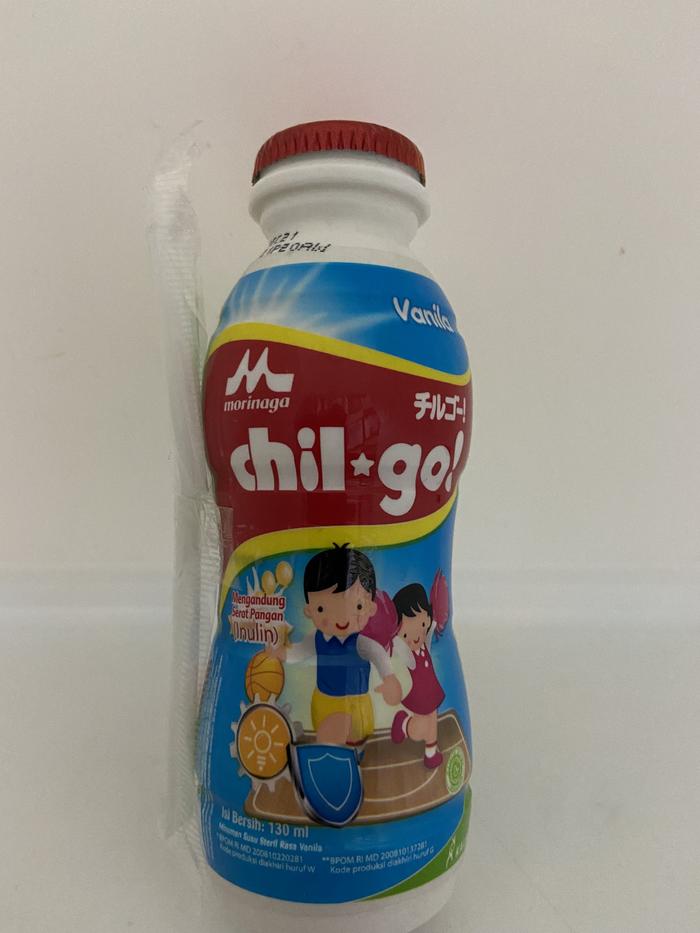 Vanila
morinaga
チルゴー!
chil go!
Mengandung
Serat Pangan
(Inulin)
Isi Bersih: 130 ml
Minuman Susu Steril Rasa Vanila
*BPOM RI MD 200810220281
Kode produksi diakhiri huruf W
**BPOM RI MD 200810137281
Kode produksi diakhiri huruf G